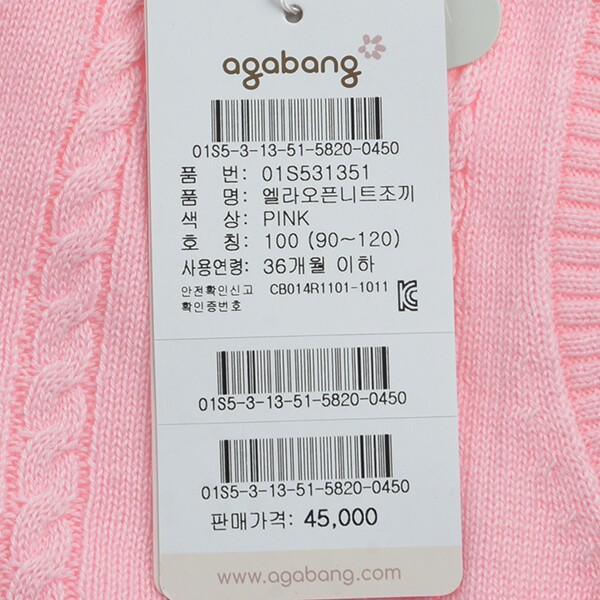 agabang
01S5-3-13-51-5820-0450
품 번: 01S531351
품 명: 엘라오픈니트조끼
색 상: PINK
호 칭: 100 (90~120)
사용연령: 36개월 이하
안전확인신고 CB014R1101-1011
확인증번호
01S5-3-13-51-5820-0450
01S5-3-13-51-5820-0450
판매가격: 45,000
www.agabang.com